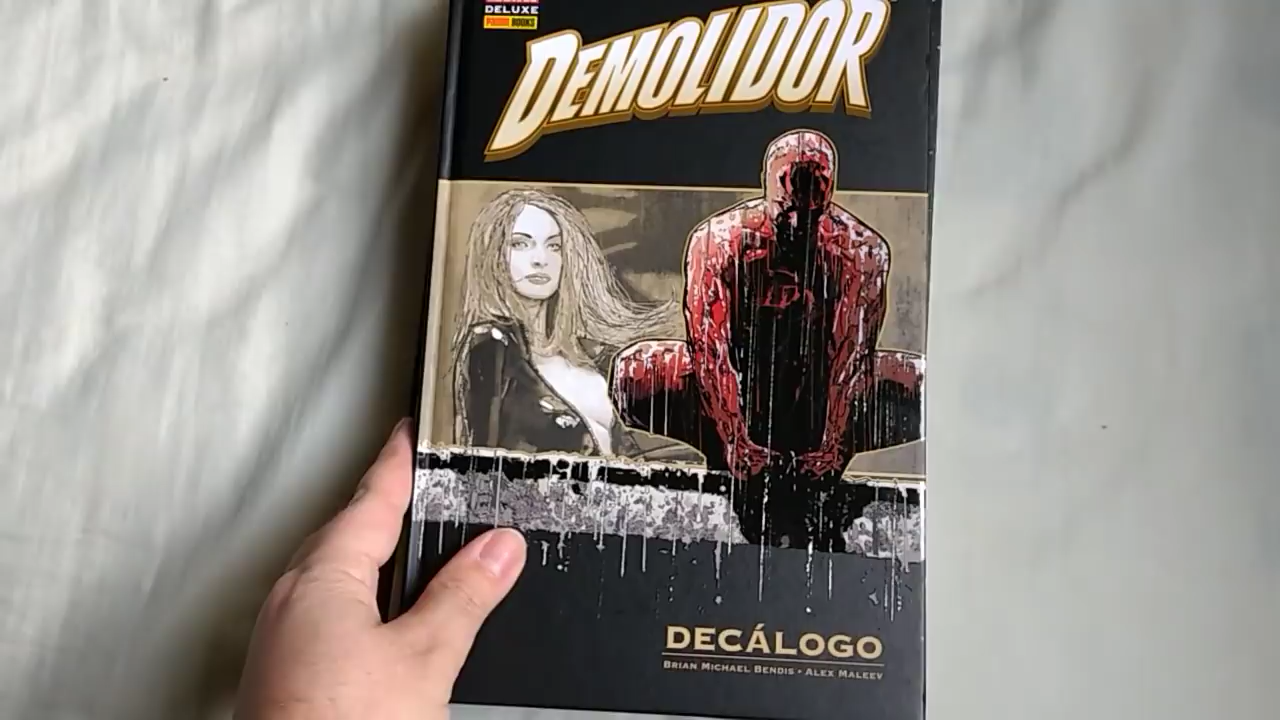 DELUXE
PANINI BOOKS
DEMOLIDOR
DECÁLOGO
BRIAN MICHAEL BENDIS • ALEX MALEEV